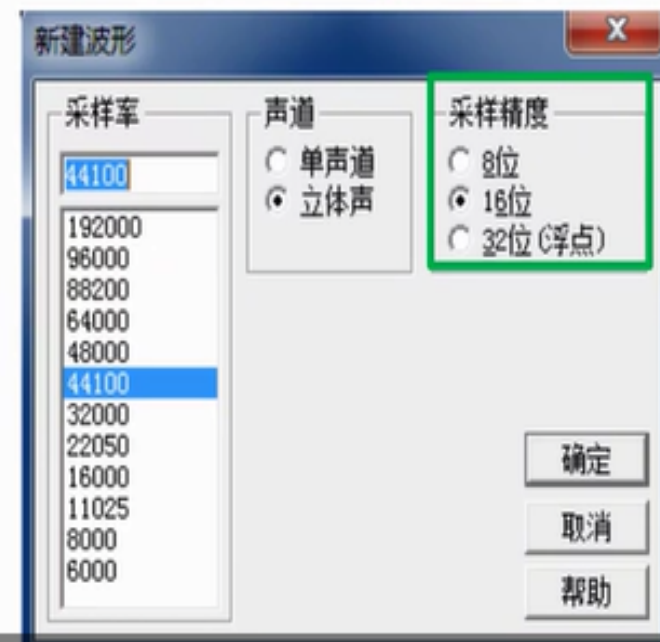 新建波形
采样率
44100
192000
96000
88200
64000
48000
44100
32000
22050
16000
11025
8000
6000
声道
单声道
立体声
采样精度
8位
16位
32位(浮点)
确定
取消
帮助